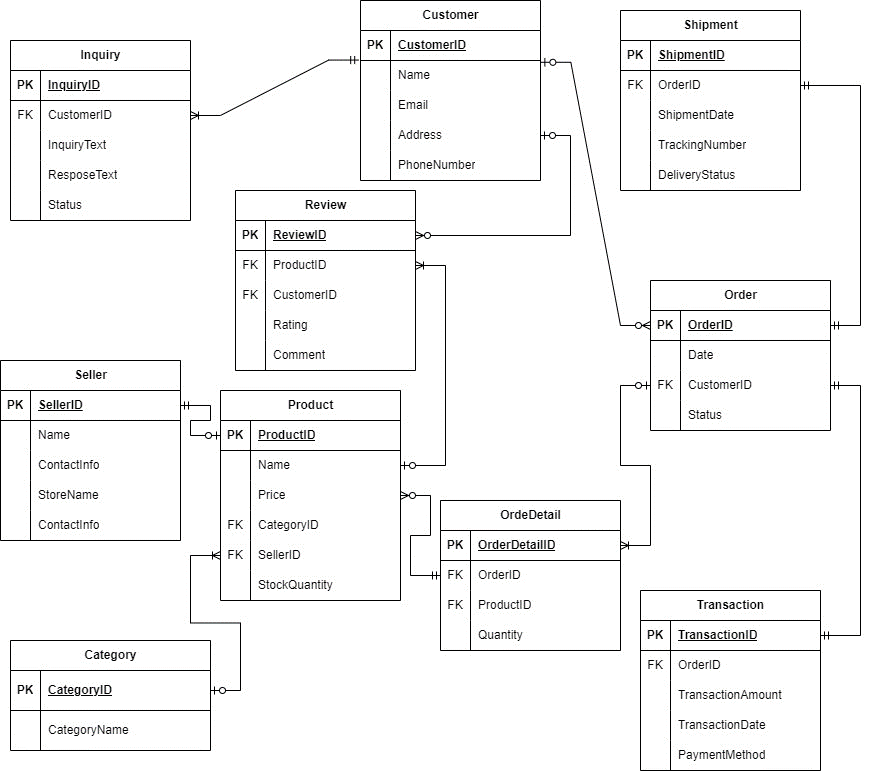 Customer
PK CustomerID
Name
Email
Address
PhoneNumber
Shipment
PK ShipmentID
FK OrderID
ShipmentDate
TrackingNumber
DeliveryStatus
Inquiry
PK InquiryID
FK CustomerID
InquiryText
ResposeText
Status
Review
PK ReviewID
FK ProductID
FK CustomerID
Rating
Comment
Order
PK OrderID
Date
FK CustomerID
Status
Seller
PK SellerID
Name
ContactInfo
StoreName
ContactInfo
Product
PK ProductID
Name
Price
FK CategoryID
FK SellerID
StockQuantity
OrdeDetail
PK OrderDetailID
FK OrderID
FK ProductID
Quantity
Transaction
PK TransactionID
FK OrderID
TransactionAmount
TransactionDate
PaymentMethod
Category
PK CategoryID
CategoryName